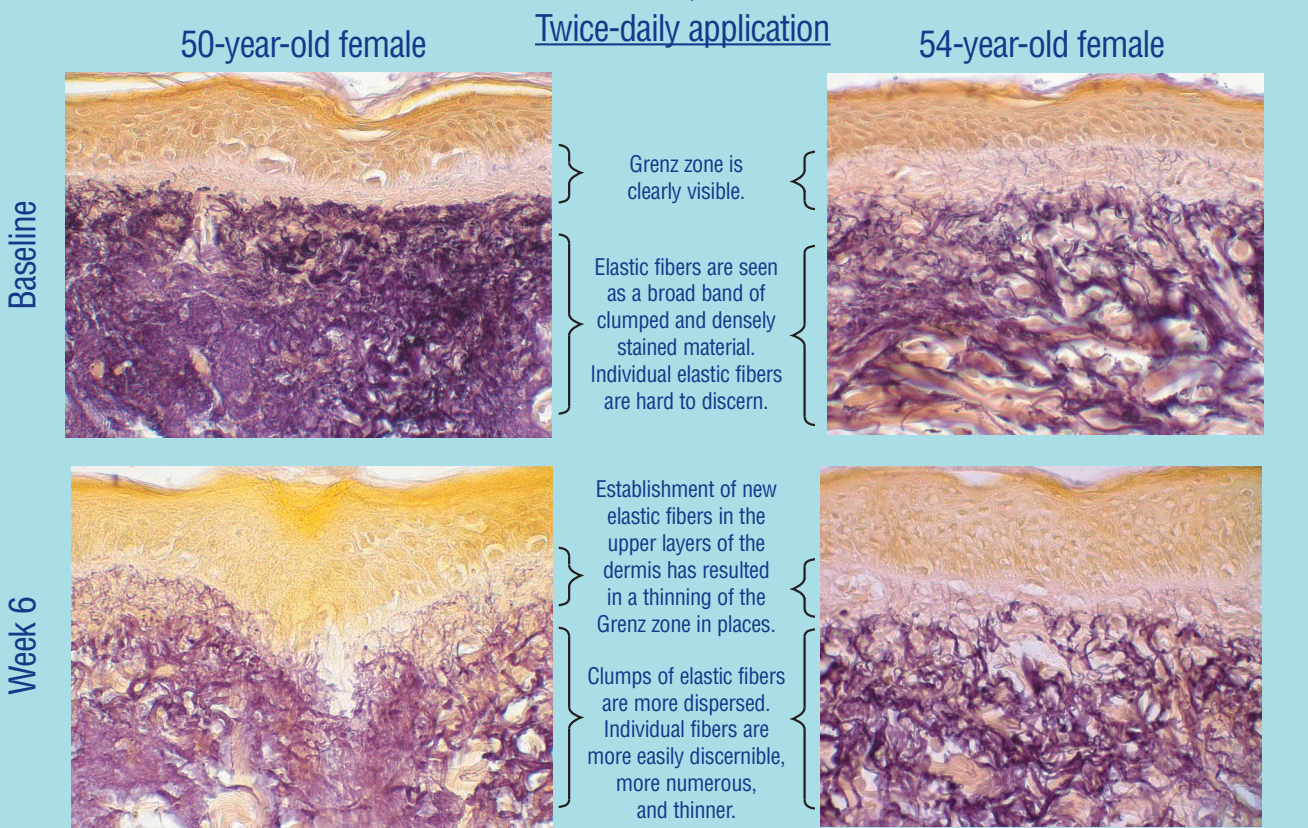 Twice-daily application
50-year-old female
54-year-old female
Baseline
Grenz zone is
clearly visible.
Elastic fibers are seen
as a broad band of
clumped and densely
stained material.
Individual elastic fibers
are hard to discern.
Week 6
Establishment of new
elastic fibers in the
upper layers of the
dermis has resulted
in a thinning of the
Grenz zone in places.
Clumps of elastic fibers
are more dispersed.
Individual fibers are
more easily discernible,
more numerous,
and thinner.